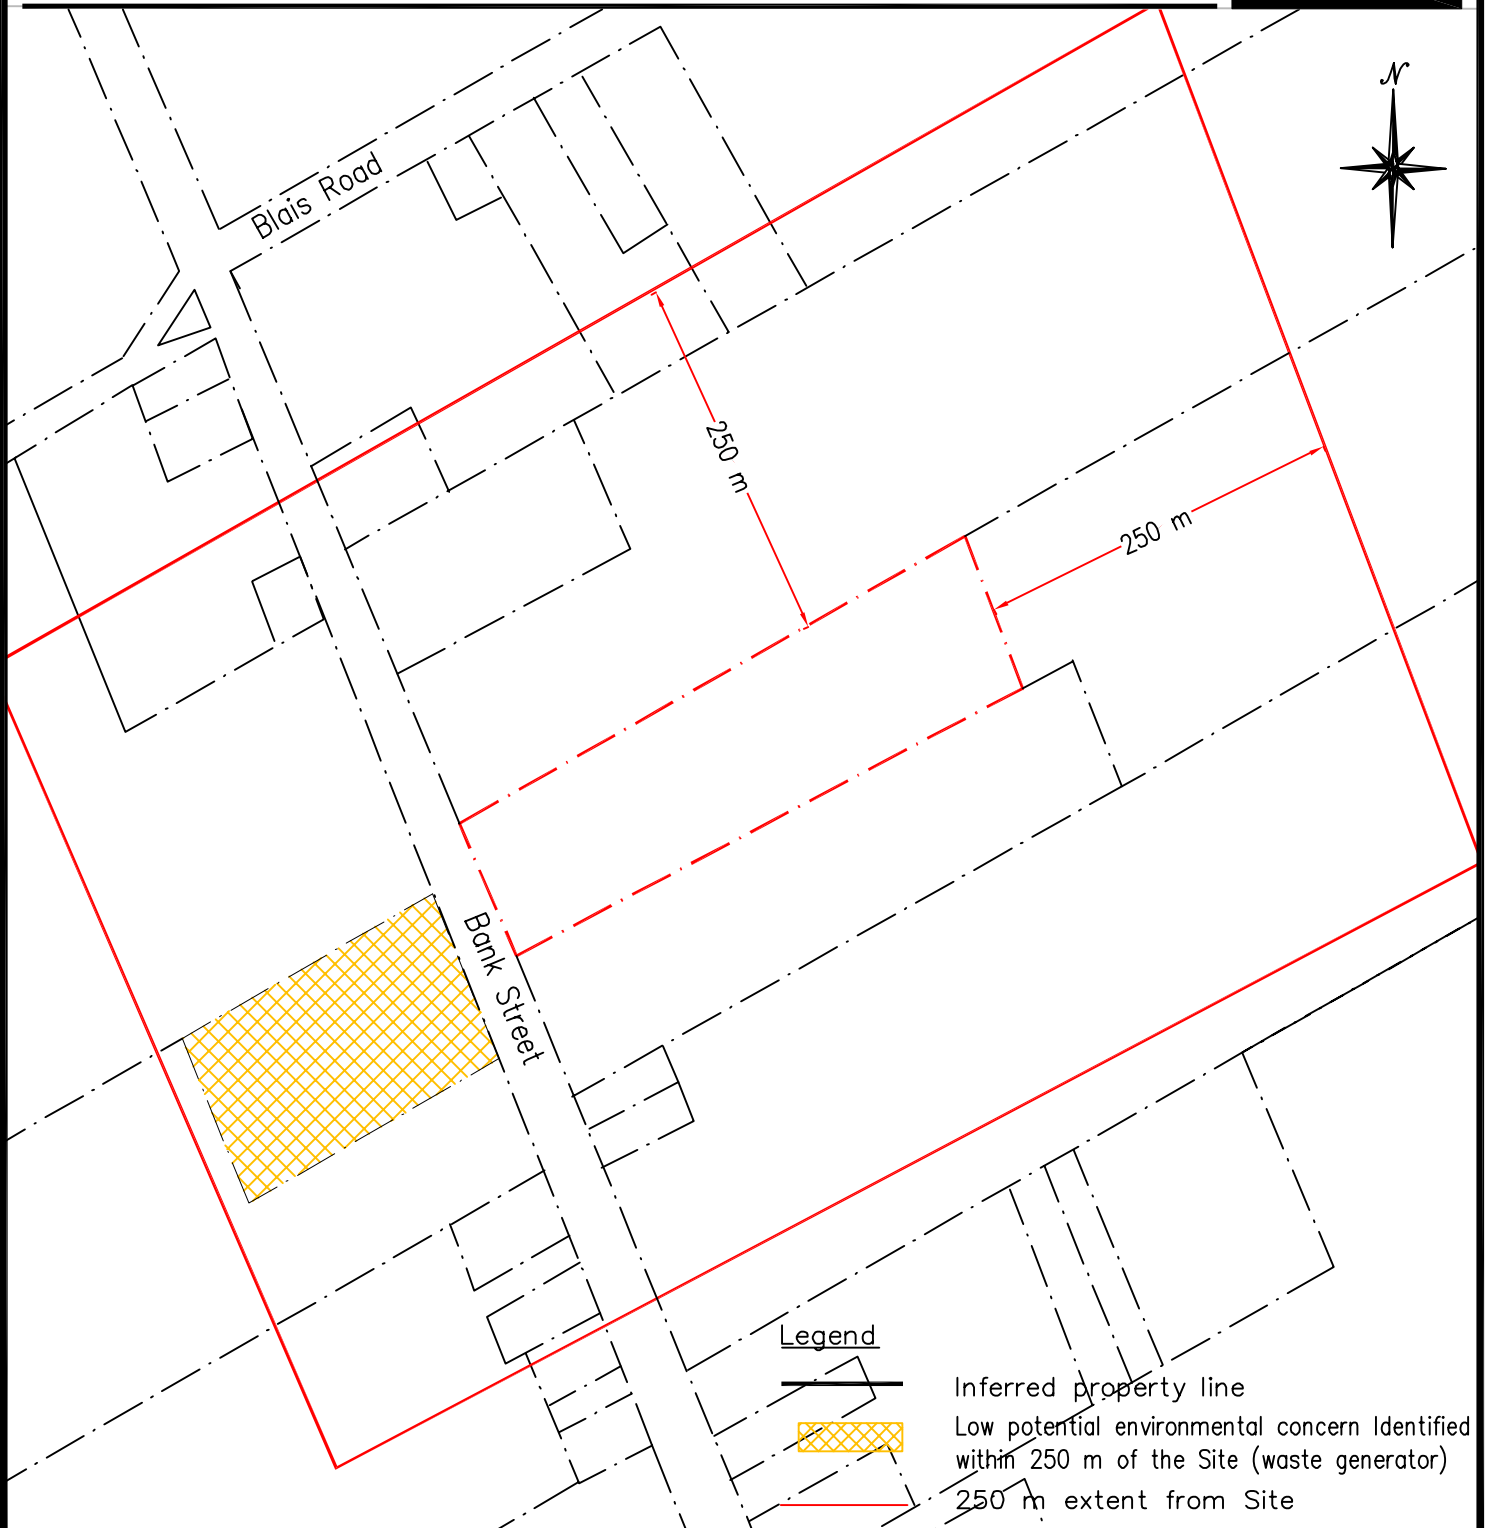 N
Blais Road
250 m
250 m
Bank Street
Legend
Inferred property line
Low potential environmental concern Identified
within 250 m of the Site (waste generator)
250 m extent from Site